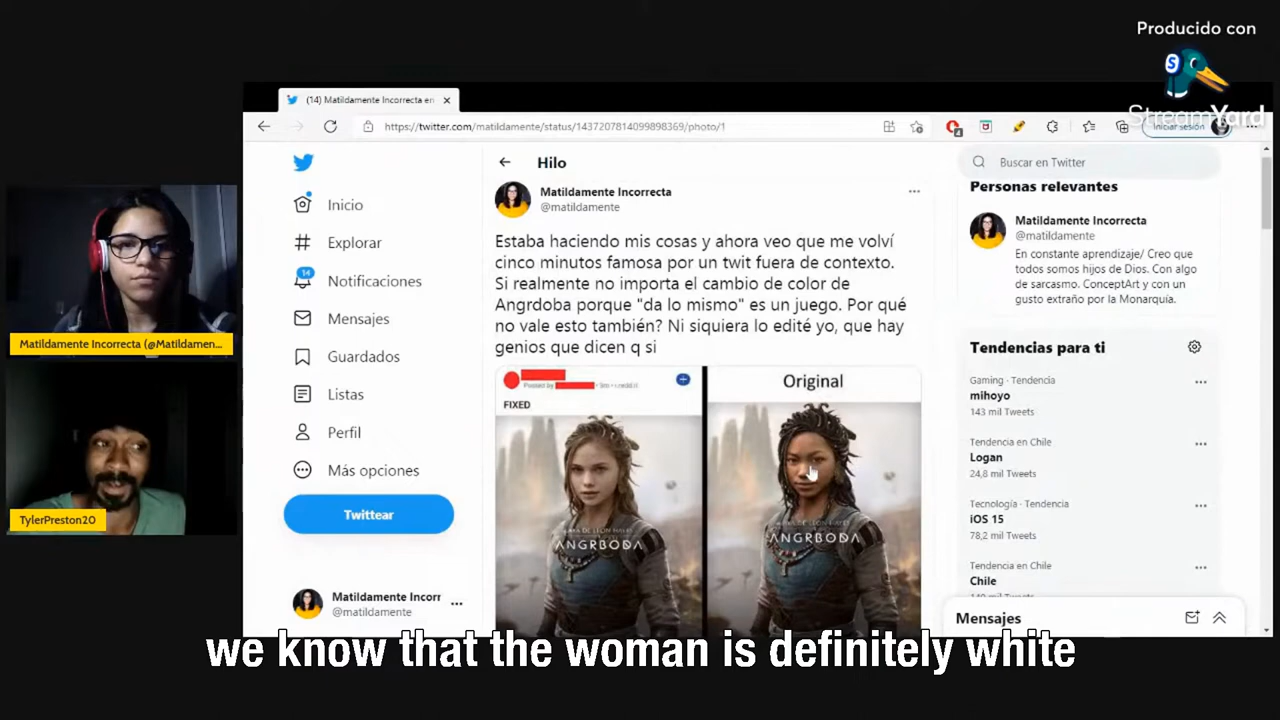 Producido con
StreamYard
(14) Matildamente Incorrecta en
https://twitter.com/matildamente/status/1437207814099898369/photo/1
Iniciar sesión
Hilo
Buscar en Twitter
Inicio
Explorar
14
Notificaciones
Mensajes
Guardados
Listas
Perfil
Más opciones
Twittear
Matildamente Incorr
@matildamente
Matildamente Incorrecta
@matildamente
Estaba haciendo mis cosas y ahora veo que me volví
cinco minutos famosa por un twit fuera de contexto.
Si realmente no importa el cambio de color de
Angrdoba porque "da lo mismo" es un juego. Por qué
no vale esto también? Ni siquiera lo edité yo, que hay
genios que dicen q si
Posted by
FIXED
ANGRBODA
Original
ANGRBODA
Personas relevantes
Matildamente Incorrecta
@matildamente
En constante aprendizaje/ Creo que
todos somos hijos de Dios. Con algo
de sarcasmo. ConceptArt y con un
gusto extraño por la Monarquía.
Tendencias para ti
Gaming · Tendencia
mihoyo
143 mil Tweets
Tendencia en Chile
Logan
24,8 mil Tweets
Tecnología · Tendencia
iOS 15
78,2 mil Tweets
Tendencia en Chile
Chile
Mensajes
Matildamente Incorrecta (@Matildamen...
TylerPreston20
we know that the woman is definitely white